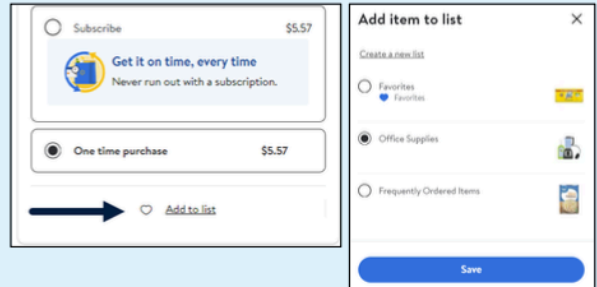 Subscribe $5.57
Get it on time, every time
Never run out with a subscription.
One time purchase $5.57
Add to list
Add item to list
Create a new list
Favorites
Favorites
Office Supplies
Frequently Ordered Items
Save